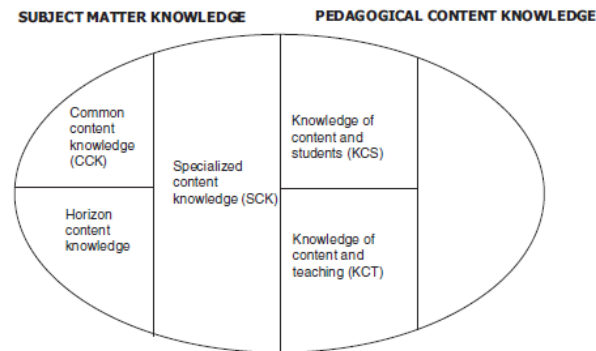 SUBJECT MATTER KNOWLEDGE
PEDAGOGICAL CONTENT KNOWLEDGE
Common
content
knowledge
(CCK)
Horizon
content
knowledge
Specialized
content
knowledge (SCK)
Knowledge of
content and
students (KCS)
Knowledge of
content and
teaching (KCT)